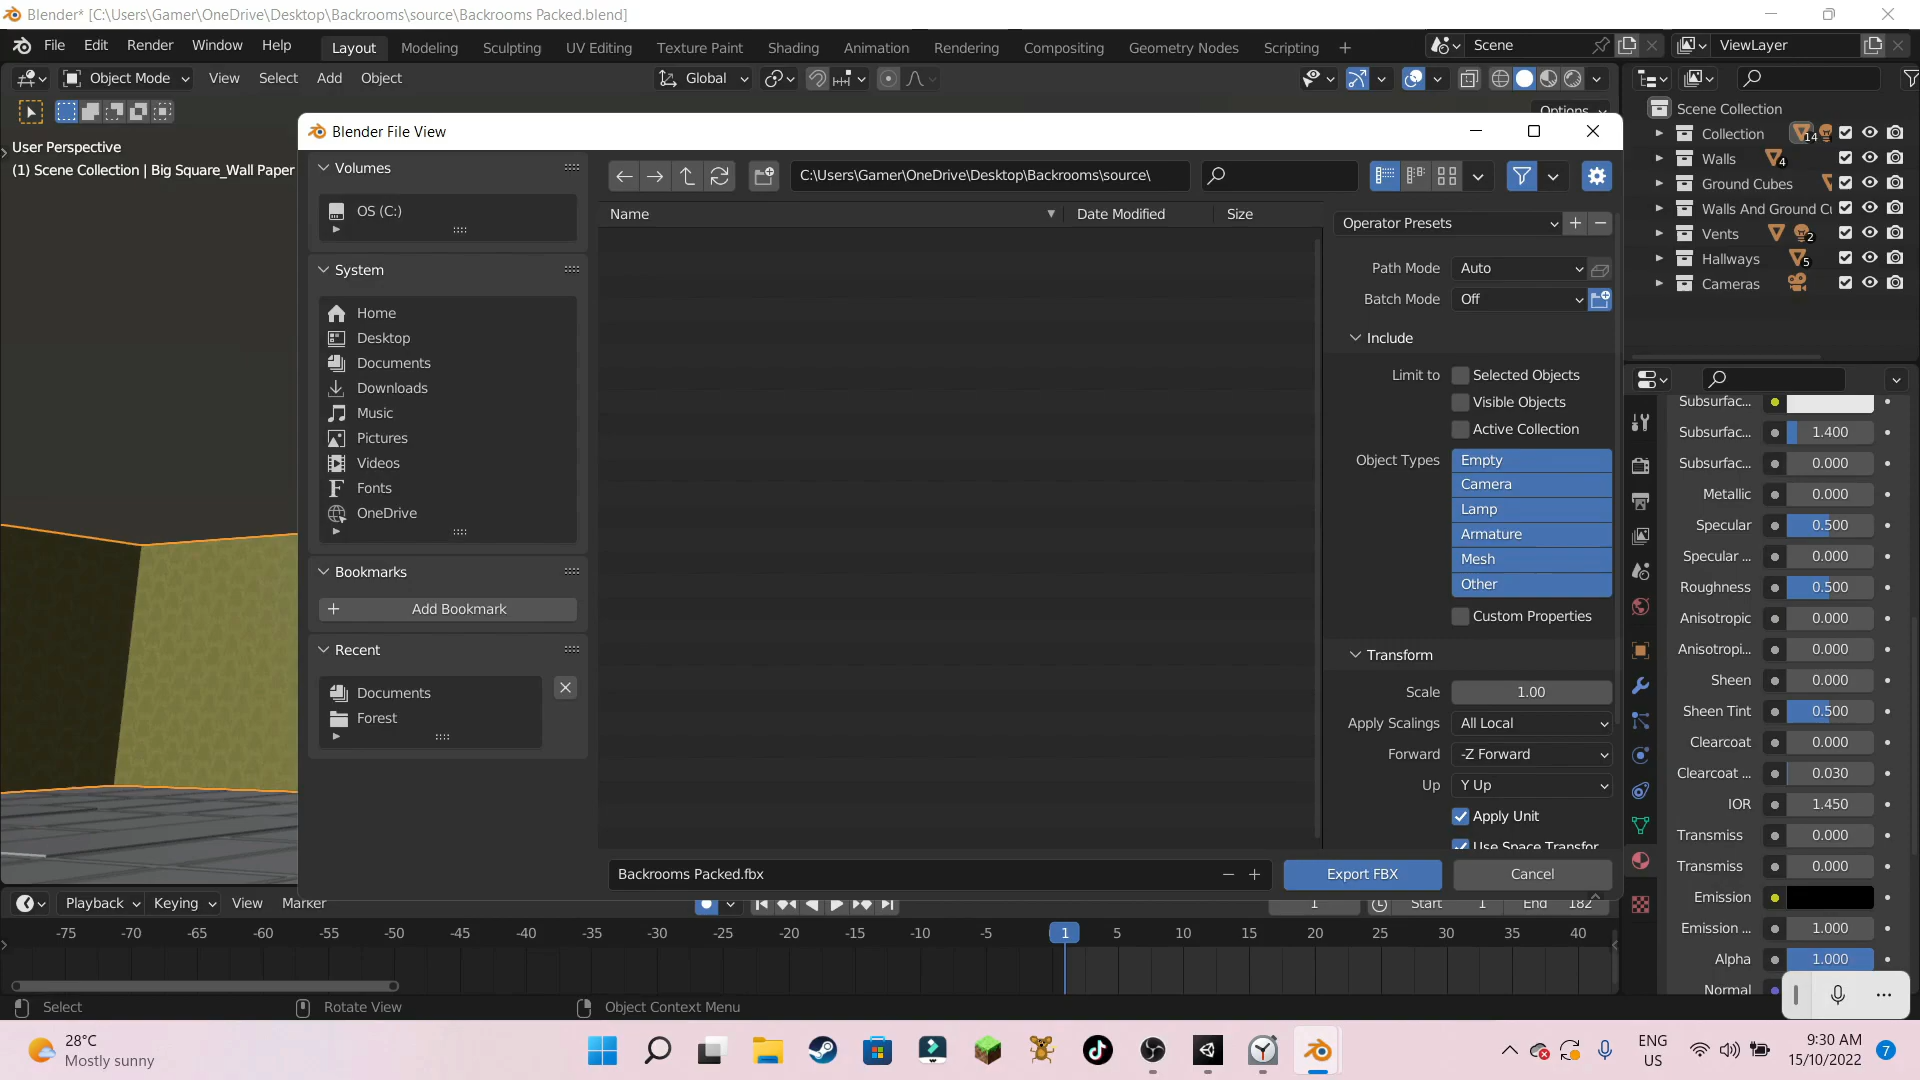 Blender* [C:\Users\Gamer\OneDrive\Desktop\Backrooms\source\Backrooms Packed.blend]
File Edit Render Window Help Layout Modeling Sculpting UV Editing Texture Paint Shading Animation Rendering Compositing Geometry Nodes Scripting + Scene ViewLayer
Object Mode View Select Add Object Global
Options
User Perspective
(1) Scene Collection | Big Square_Wall Paper
Blender File View
Volumes
OS (C:)
System
Home
Desktop
Documents
Downloads
Music
Pictures
Videos
Fonts
OneDrive
Bookmarks
Add Bookmark
Recent
Documents
Forest
C:\Users\Gamer\OneDrive\Desktop\Backrooms\source\
Name Date Modified Size
Operator Presets
Path Mode Auto
Batch Mode Off
Include
Limit to Selected Objects
Visible Objects
Active Collection
Object Types Empty
Camera
Lamp
Armature
Mesh
Other
Custom Properties
Transform
Scale 1.00
Apply Scalings All Local
Forward -Z Forward
Up Y Up
Apply Unit
Use Space Transfor
Backrooms Packed.fbx
Export FBX Cancel
Scene Collection
Collection 14
Walls 4
Ground Cubes
Walls And Ground Cu
Vents 2
Hallways 5
Cameras
Subsurfac...
Subsurfac... 1.400
Subsurfac... 0.000
Metallic 0.000
Specular 0.500
Specular ... 0.000
Roughness 0.500
Anisotropic 0.000
Anisotropi... 0.000
Sheen 0.000
Sheen Tint 0.500
Clearcoat 0.000
Clearcoat ... 0.030
IOR 1.450
Transmiss 0.000
Transmiss 0.000
Emission
Emission ... 1.000
Alpha 1.000
Normal
Playback Keying View Marker 1 Start 1 End 182
-75 -70 -65 -60 -55 -50 -45 -40 -35 -30 -25 -20 -15 -10 -5 1 5 10 15 20 25 30 35 40
Select Rotate View Object Context Menu
28°C
Mostly sunny
ENG
US
9:30 AM
15/10/2022
7